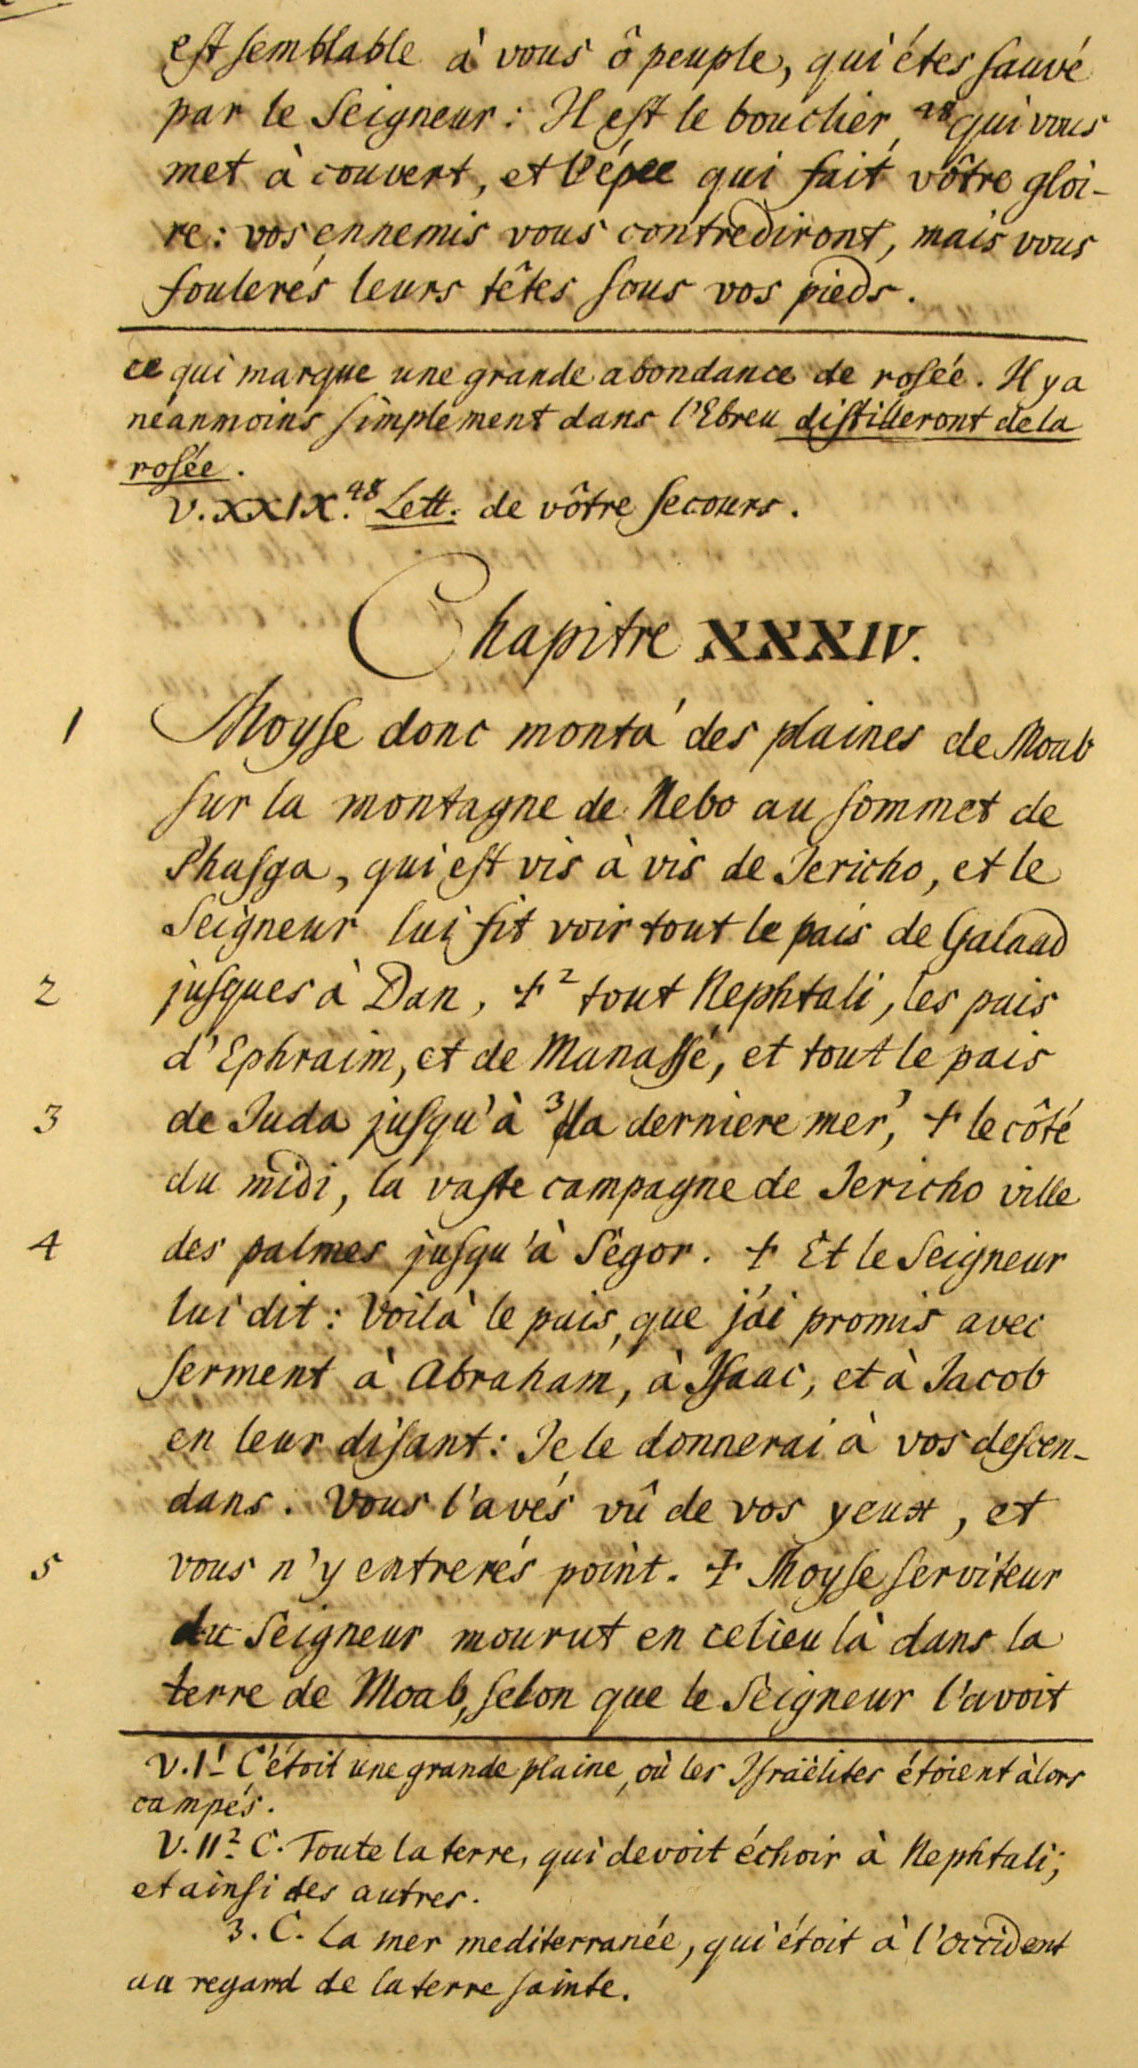 est semblable à vous ô peuple, qui étes sauvé
par le Seigneur : Il est le bouclier 48 qui vous
met à couvert, et l'épee qui fait vôtre gloi-
re : vos ennemis vous contrediront, mais vous
foulerés leurs têtes sous vos pieds.
ce qui marque une grande abondance de rosée. Il y a
néanmoins simplement dans l'Ebreu distilleront de la
rosée.
V. XXIX. 48 Lett. de vôtre secours.
Chapitre XXXIV.
1 Moyse donc monta des plaines de Moab
sur la montagne de Nebo au sommet de
Phasga, qui est vis à vis de Jericho, et le
Seigneur lui fit voir tout le païs de Galaad
2 jusques à Dan, + 2 tout Nephtali, les païs
d'Ephraim, et de Manassé, et tout le païs
3 de Juda jusqu'à 3 la derniere mer, + le côté
du midi, la vaste campagne de Jericho ville
4 des palmes jusqu'à Ségor. + Et le Seigneur
lui dit : Voilà le païs, que j'ai promis avec
serment à Abraham, à Isaac, et à Jacob
en leur disant : Je le donnerai à vos descen-
dans. Vous l'avés vû de vos yeux, et
5 vous n'y entrerés point. + Moyse serviteur
du Seigneur mourut en ce lieu là dans la
terre de Moab, selon que le Seigneur l'avoit
V. I 1 C'étoit une grande plaine, où les Israëlites étoient àlors
campés.
V. II 2 C. Toute la terre, qui devoit échoir à Nephtali ;
et ainsi des autres.
3. C. La mer mediterranée, qui étoit à l'Occident
au regard de la terre sainte.